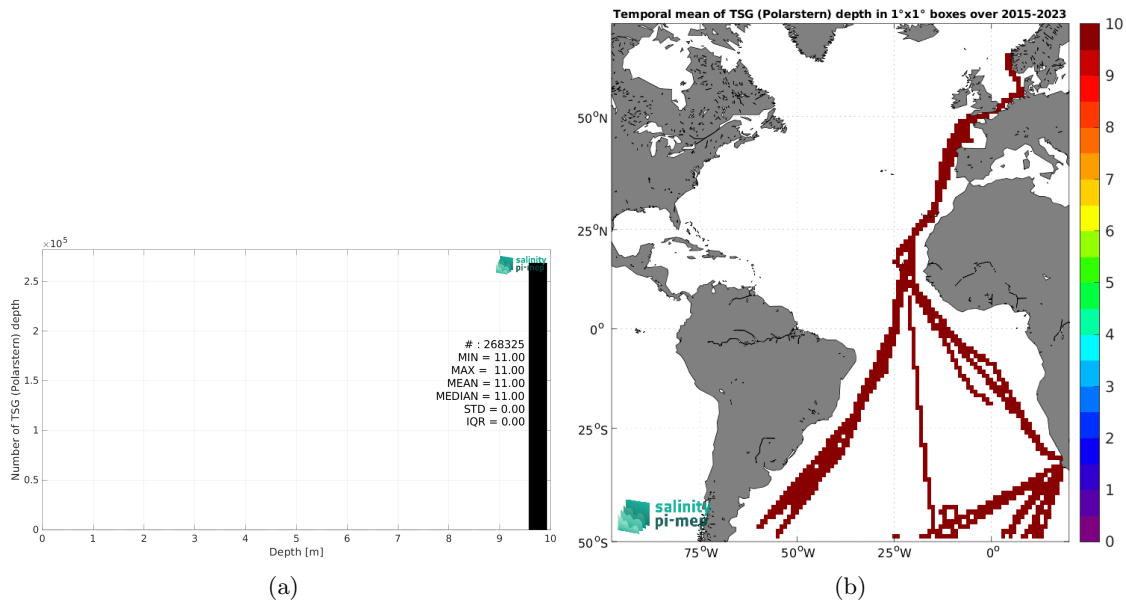 ×10⁵
2.5
2
1.5
1
0.5
0
Number of TSG (Polarstern) depth
salinity
pi-mep
# : 268325
MIN = 11.00
MAX = 11.00
MEAN = 11.00
MEDIAN = 11.00
STD = 0.00
IQR = 0.00
0 1 2 3 4 5 6 7 8 9 10
Depth [m]
(a)
Temporal mean of TSG (Polarstern) depth in 1°x1° boxes over 2015-2023
50°N
25°N
0°
25°S
50°S
75°W 50°W 25°W 0°
salinity
pi-mep
10
9
8
7
6
5
4
3
2
1
0
(b)